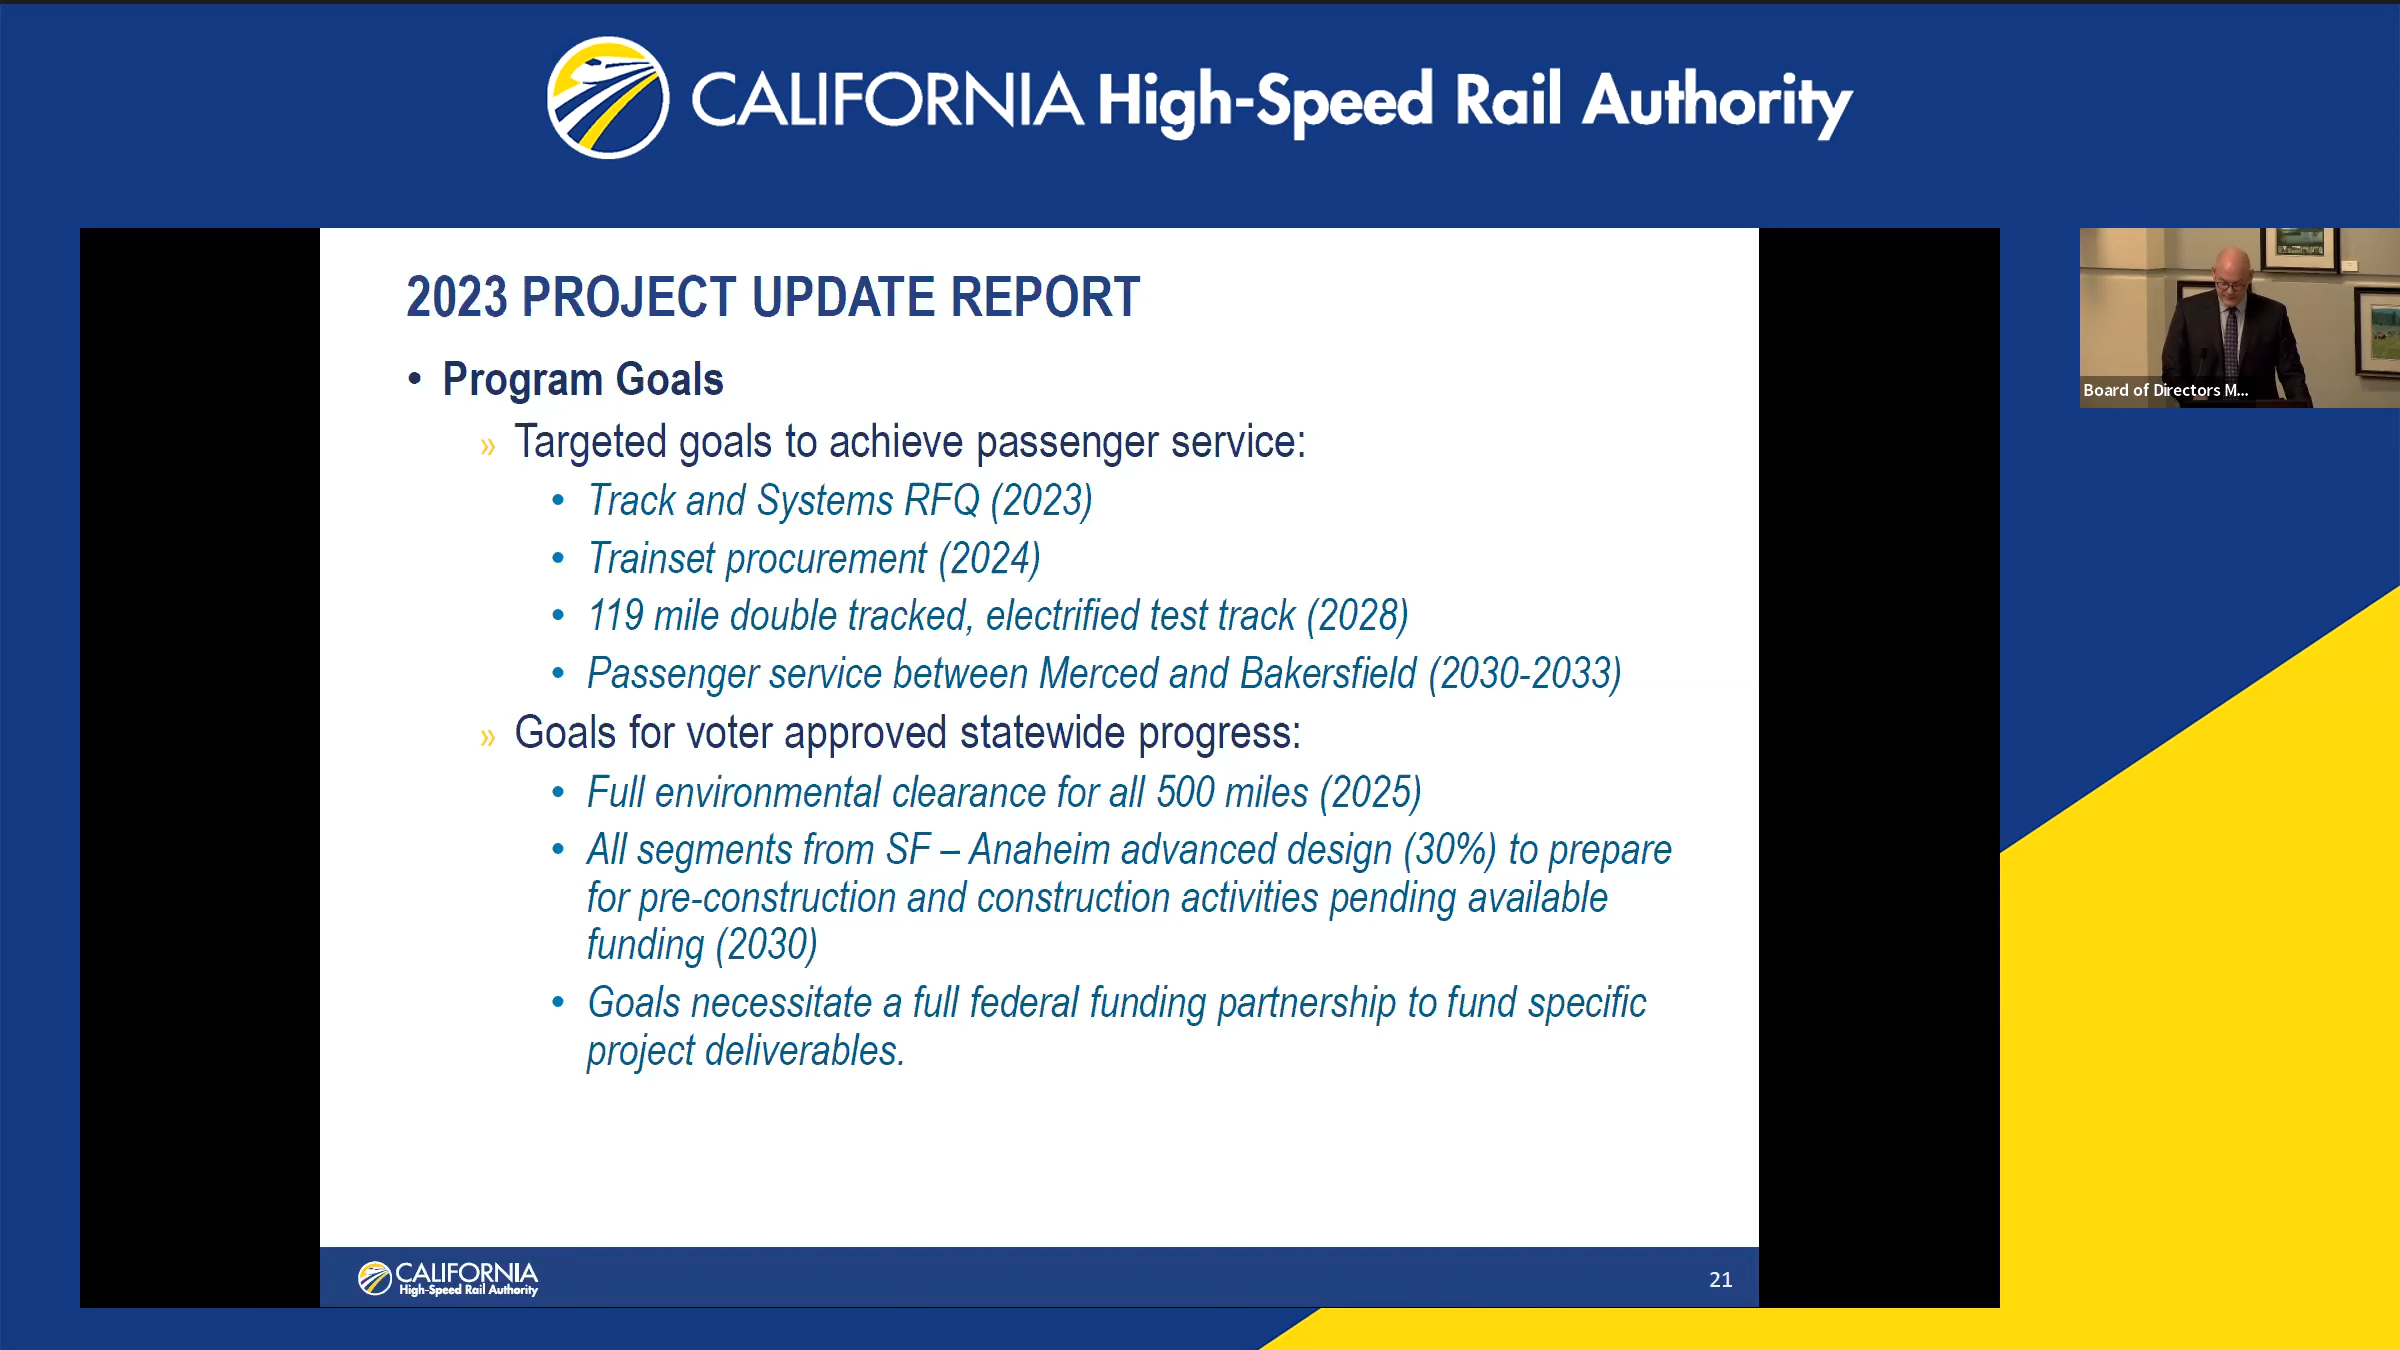 CALIFORNIA High-Speed Rail Authority
2023 PROJECT UPDATE REPORT
• Program Goals
» Targeted goals to achieve passenger service:
• Track and Systems RFQ (2023)
• Trainset procurement (2024)
• 119 mile double tracked, electrified test track (2028)
• Passenger service between Merced and Bakersfield (2030-2033)
» Goals for voter approved statewide progress:
• Full environmental clearance for all 500 miles (2025)
• All segments from SF – Anaheim advanced design (30%) to prepare
for pre-construction and construction activities pending available
funding (2030)
• Goals necessitate a full federal funding partnership to fund specific
project deliverables.
CALIFORNIA
High-Speed Rail Authority
21
Board of Directors M...